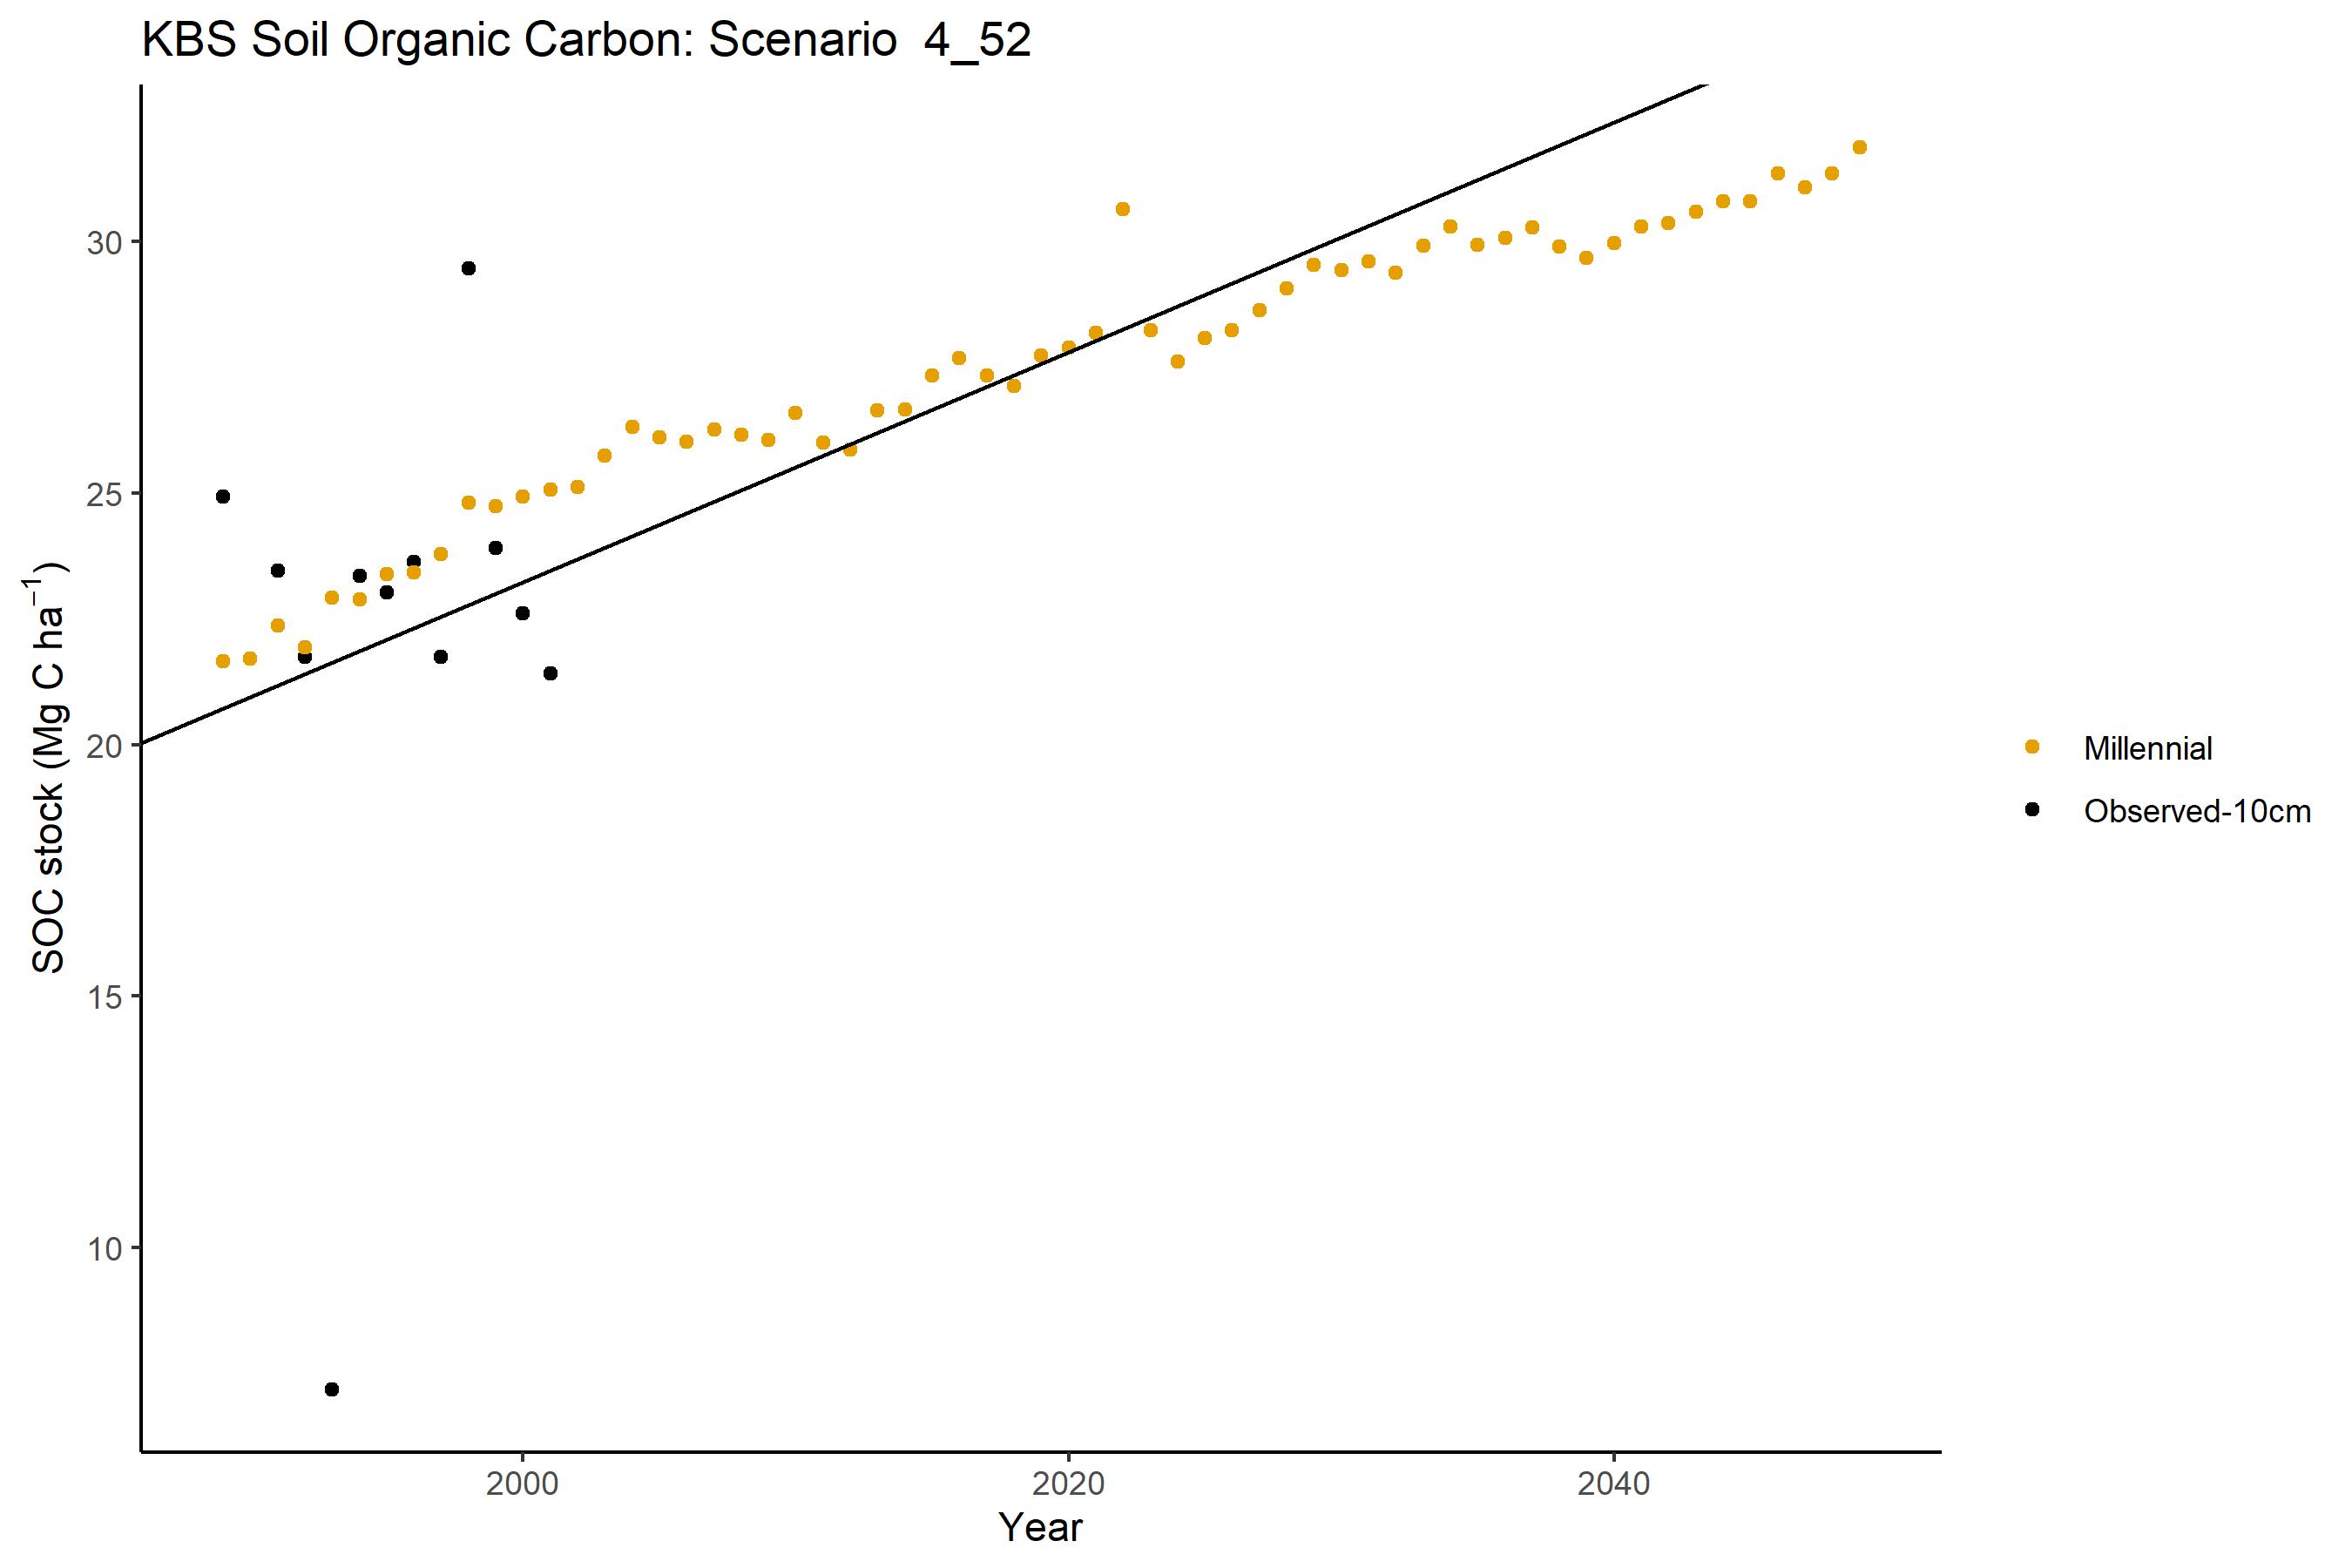 KBS Soil Organic Carbon: Scenario  4_52
SOC stock (Mg C ha⁻¹)
30
25
20
15
10
2000
2020
2040
Year
Millennial
Observed-10cm